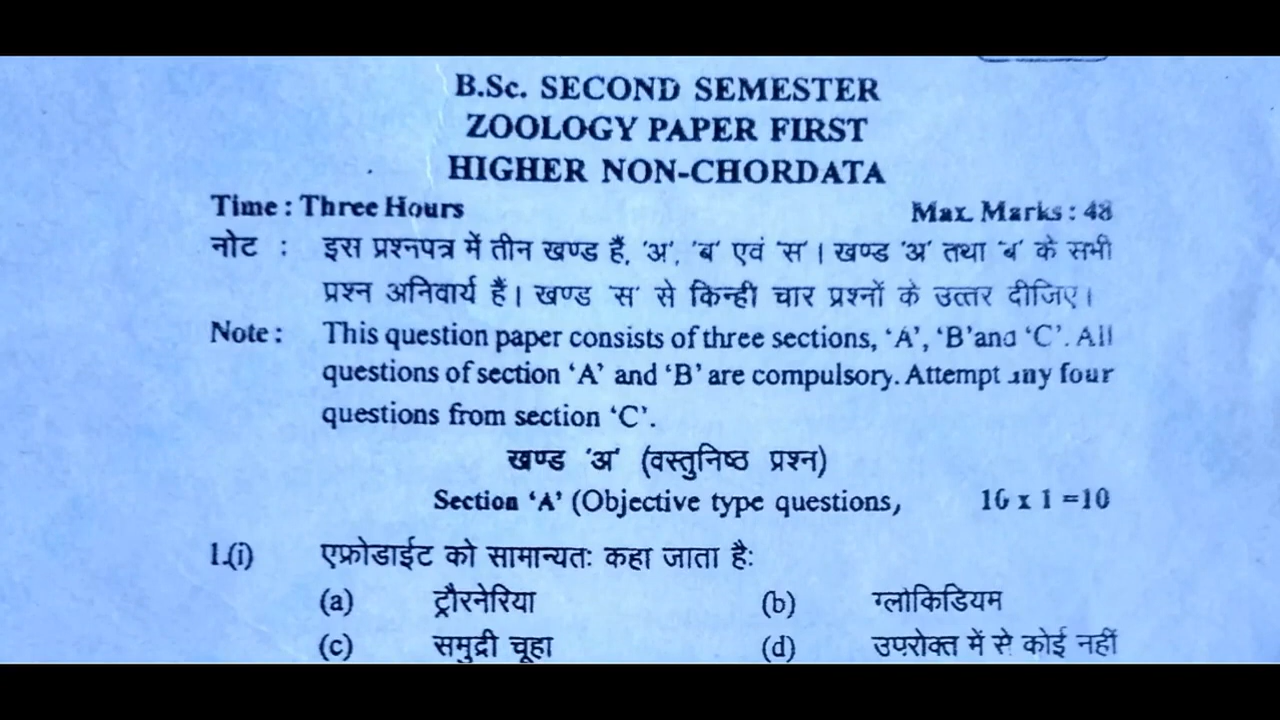 B.Sc. SECOND SEMESTER
ZOOLOGY PAPER FIRST
HIGHER NON-CHORDATA
Time : Three Hours Max. Marks : 48
नोट : इस प्रश्नपत्र में तीन खण्ड हैं, 'अ', 'ब' एवं 'स'। खण्ड 'अ' तथा 'ब' के सभी
प्रश्न अनिवार्य हैं। खण्ड 'स' से किन्ही चार प्रश्नों के उत्तर दीजिए।
Note : This question paper consists of three sections, 'A', 'B' and 'C'. All
questions of section 'A' and 'B' are compulsory. Attempt any four
questions from section 'C'.
खण्ड 'अ' (वस्तुनिष्ठ प्रश्न)
Section 'A' (Objective type questions, 10 x 1 =10
1.(i) एफ्रोडाईट को सामान्यतः कहा जाता है:
(a) ट्रौरनेरिया (b) ग्लोकिडियम
(c) समुद्री चूहा (d) उपरोक्त में से कोई नहीं